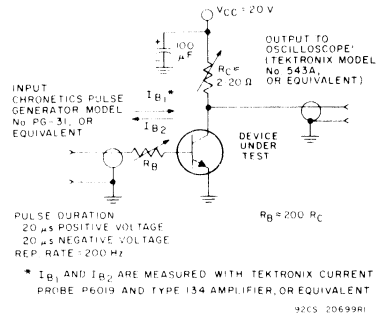 VCC = 20 V
100 μF
RC =
2-20Ω
OUTPUT TO
OSCILLOSCOPE
(TEKTRONIX MODEL
No 543A,
OR EQUIVALENT)
IB1*
IB2
INPUT
CHRONETICS PULSE
GENERATOR MODEL
No PG-31, OR
EQUIVALENT
RB
DEVICE
UNDER
TEST
RB = 200 RC
PULSE DURATION
20 μs POSITIVE VOLTAGE
20 μs NEGATIVE VOLTAGE
REP. RATE: 200 Hz
* IB1 AND IB2 ARE MEASURED WITH TEKTRONIX CURRENT
PROBE P6019 AND TYPE 134 AMPLIFIER, OR EQUIVALENT
92CS 20699R1